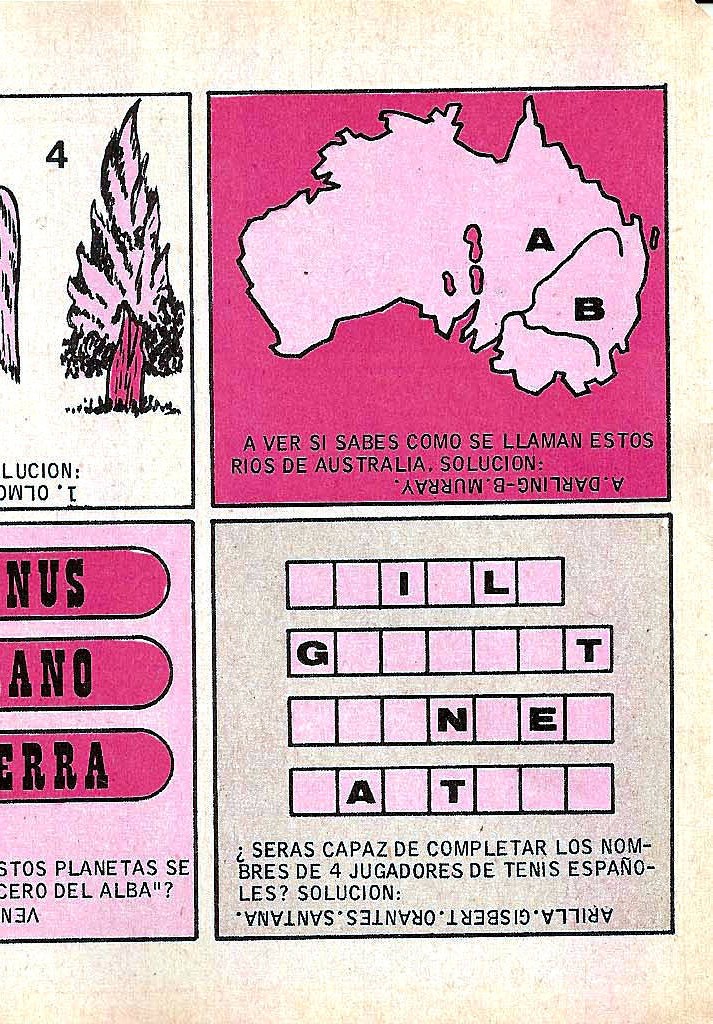 4
LUCION:
1. OLMO
A
B
A VER SI SABES COMO SE LLAMAN ESTOS
RIOS DE AUSTRALIA. SOLUCION:
A.DARLING-B.MURRAY.
NUS
ANO
ERRA
STOS PLANETAS SE
CERO DEL ALBA"?
VEN
I L
G T
N E
A T
¿ SERAS CAPAZ DE COMPLETAR LOS NOM-
BRES DE 4 JUGADORES DE TENIS ESPAÑO-
LES? SOLUCION:
ARILLA.GISBERT.ORANTES.SANTANA.